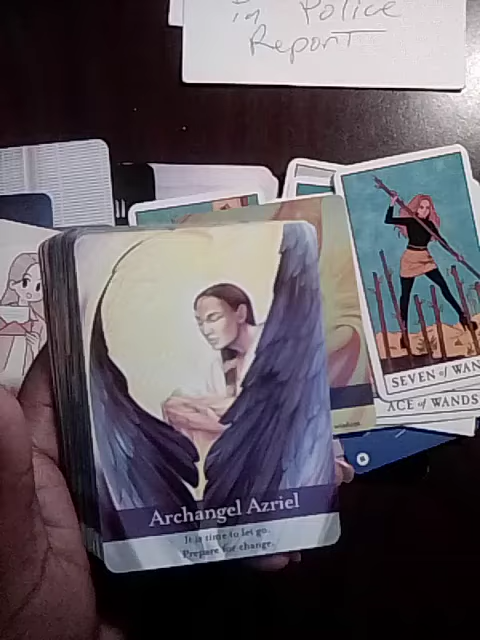 in Police
Report
SEVEN of WAN
ACE of WANDS
Archangel Azriel
It is time to let go.
Prepare for change.